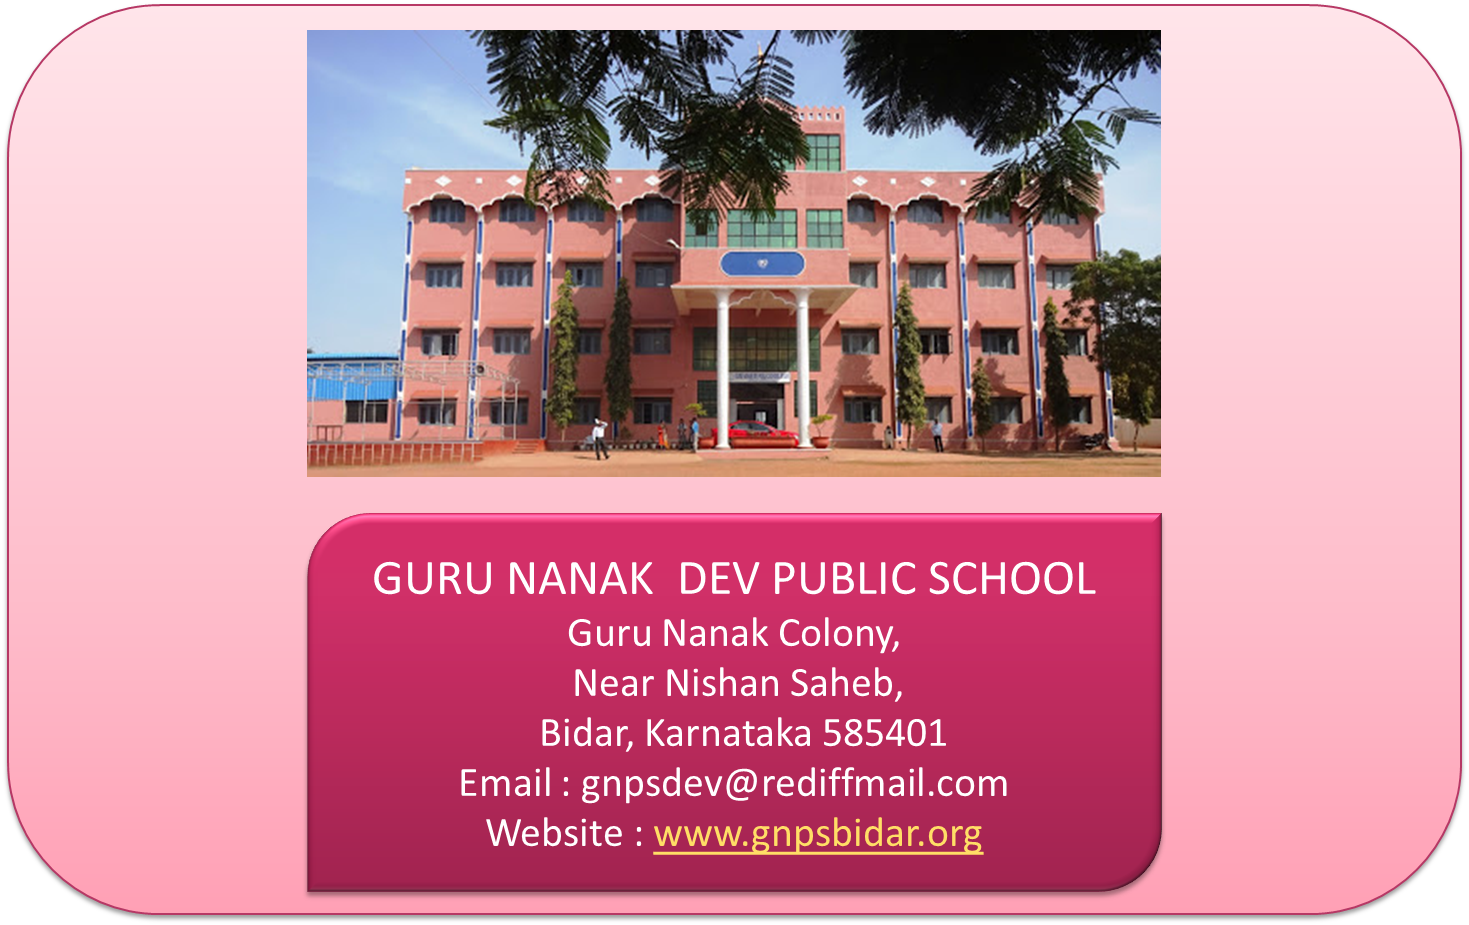 GURU NANAK DEV PUBLIC SCHOOL
Guru Nanak Colony,
Near Nishan Saheb,
Bidar, Karnataka 585401
Email : gnpsdev@rediffmail.com
Website : www.gnpsbidar.org